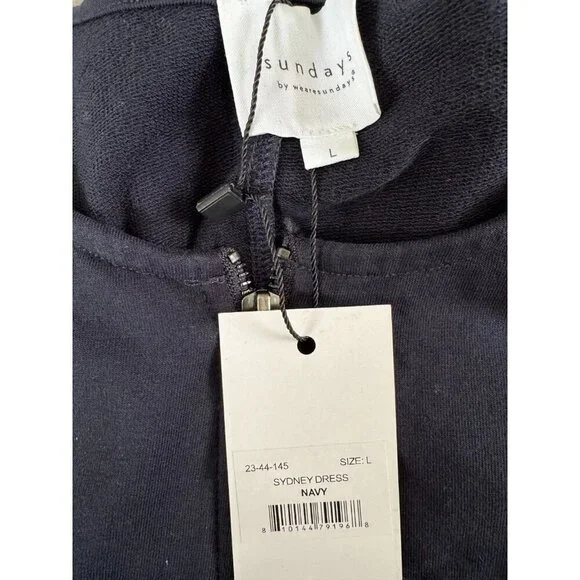 sundays
by wearesundays
L
23-44-145 SIZE: L
SYDNEY DRESS
NAVY
8 10144 79196 8